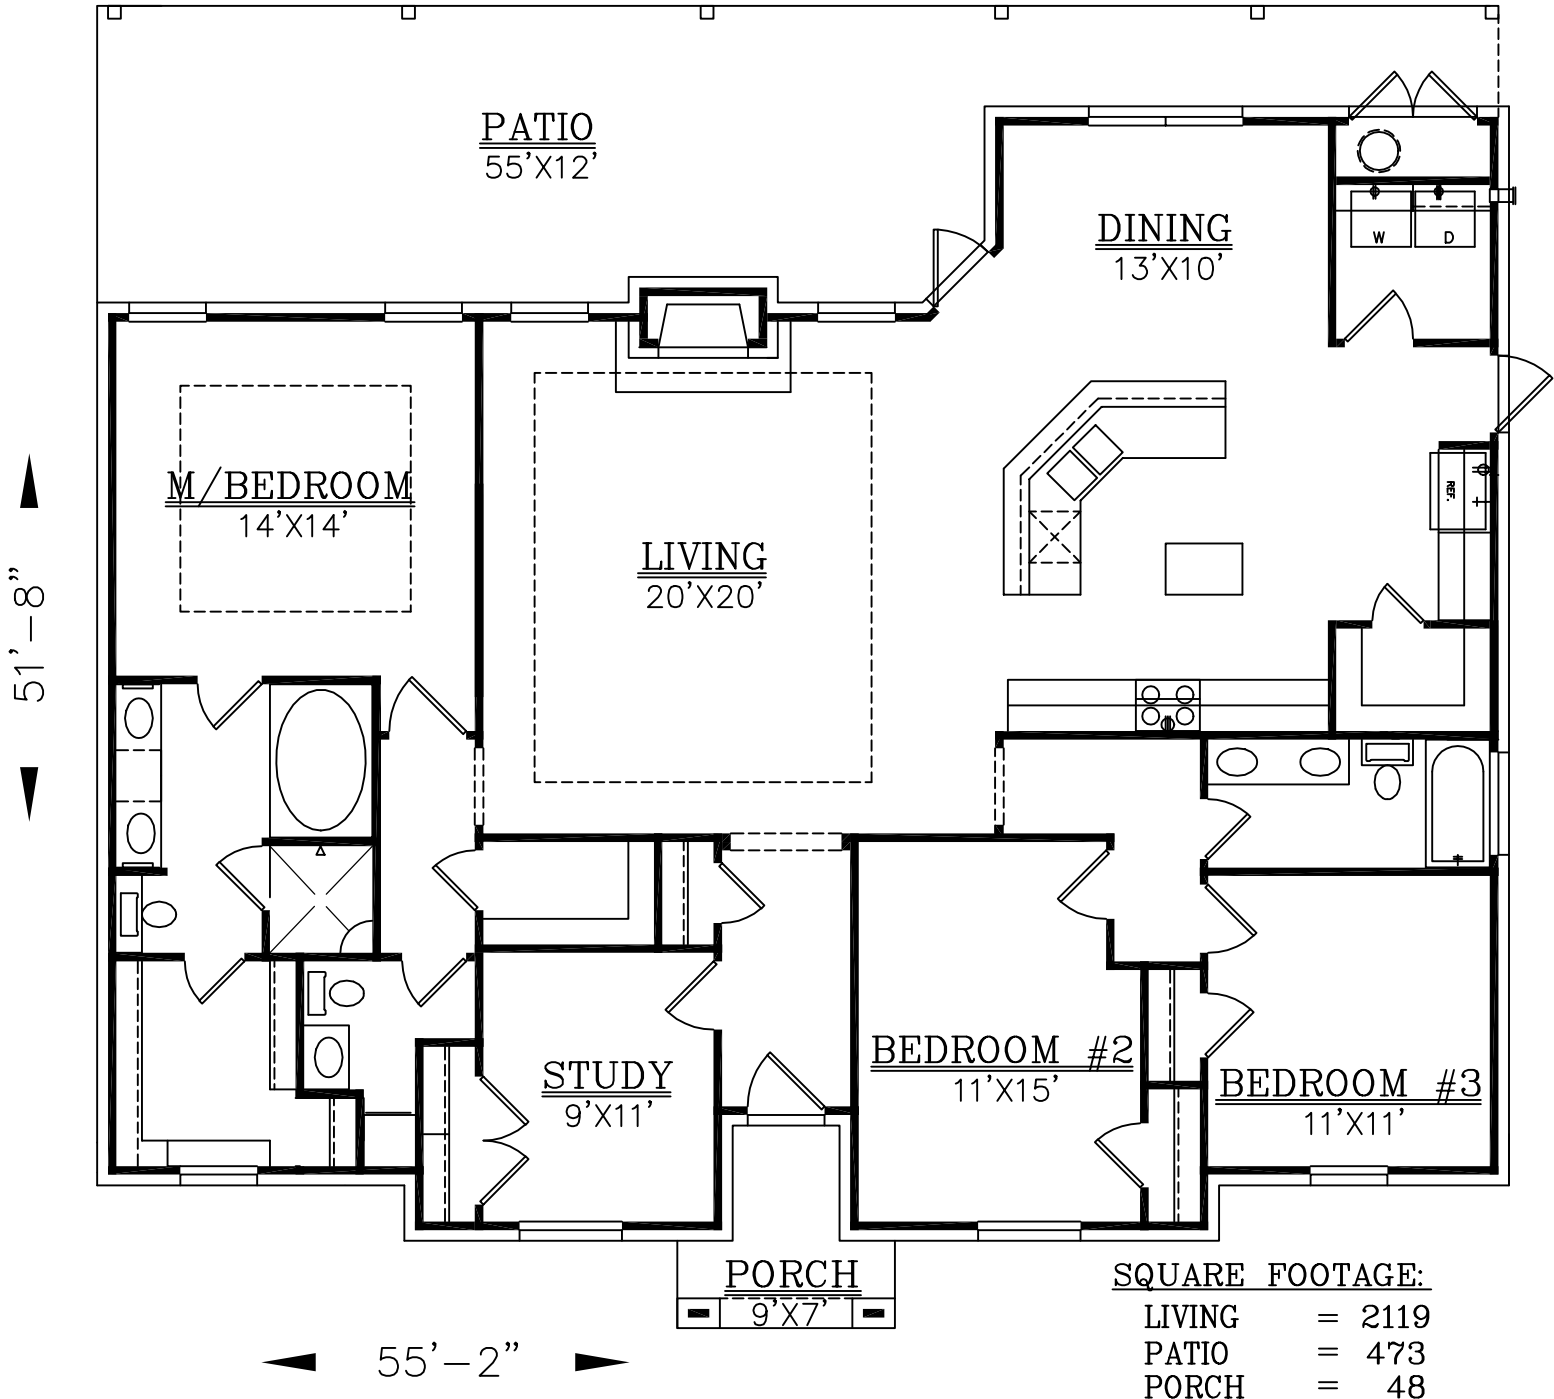 PATIO
55'X12'
DINING
13'X10'
W D
M/BEDROOM
14'X14'
REF.
LIVING
20'X20'
51'-8"
STUDY
9'X11'
BEDROOM #2
11'X15'
BEDROOM #3
11'X11'
PORCH
9'X7'
SQUARE FOOTAGE:
LIVING = 2119
PATIO = 473
PORCH = 48
55'-2"